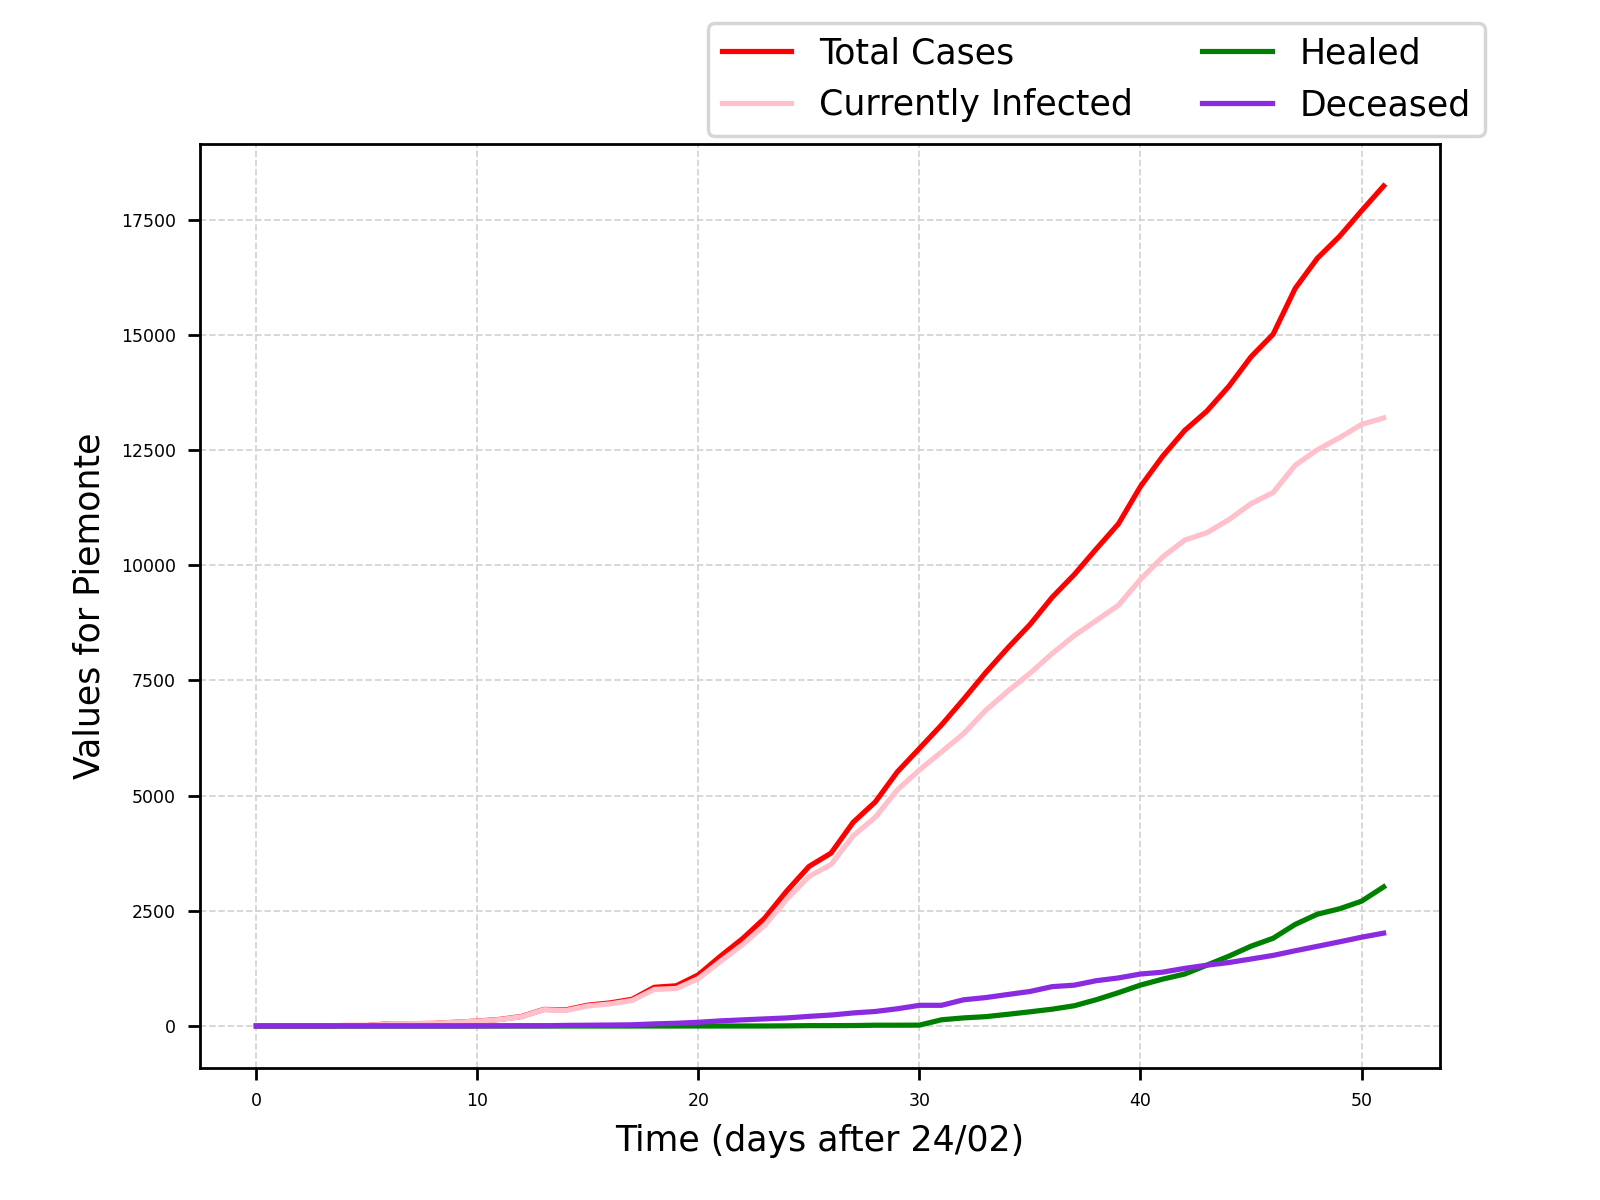 Total Cases
Currently Infected
Healed
Deceased
17500
15000
12500
10000
7500
5000
2500
0
Values for Piemonte
0 10 20 30 40 50
Time (days after 24/02)